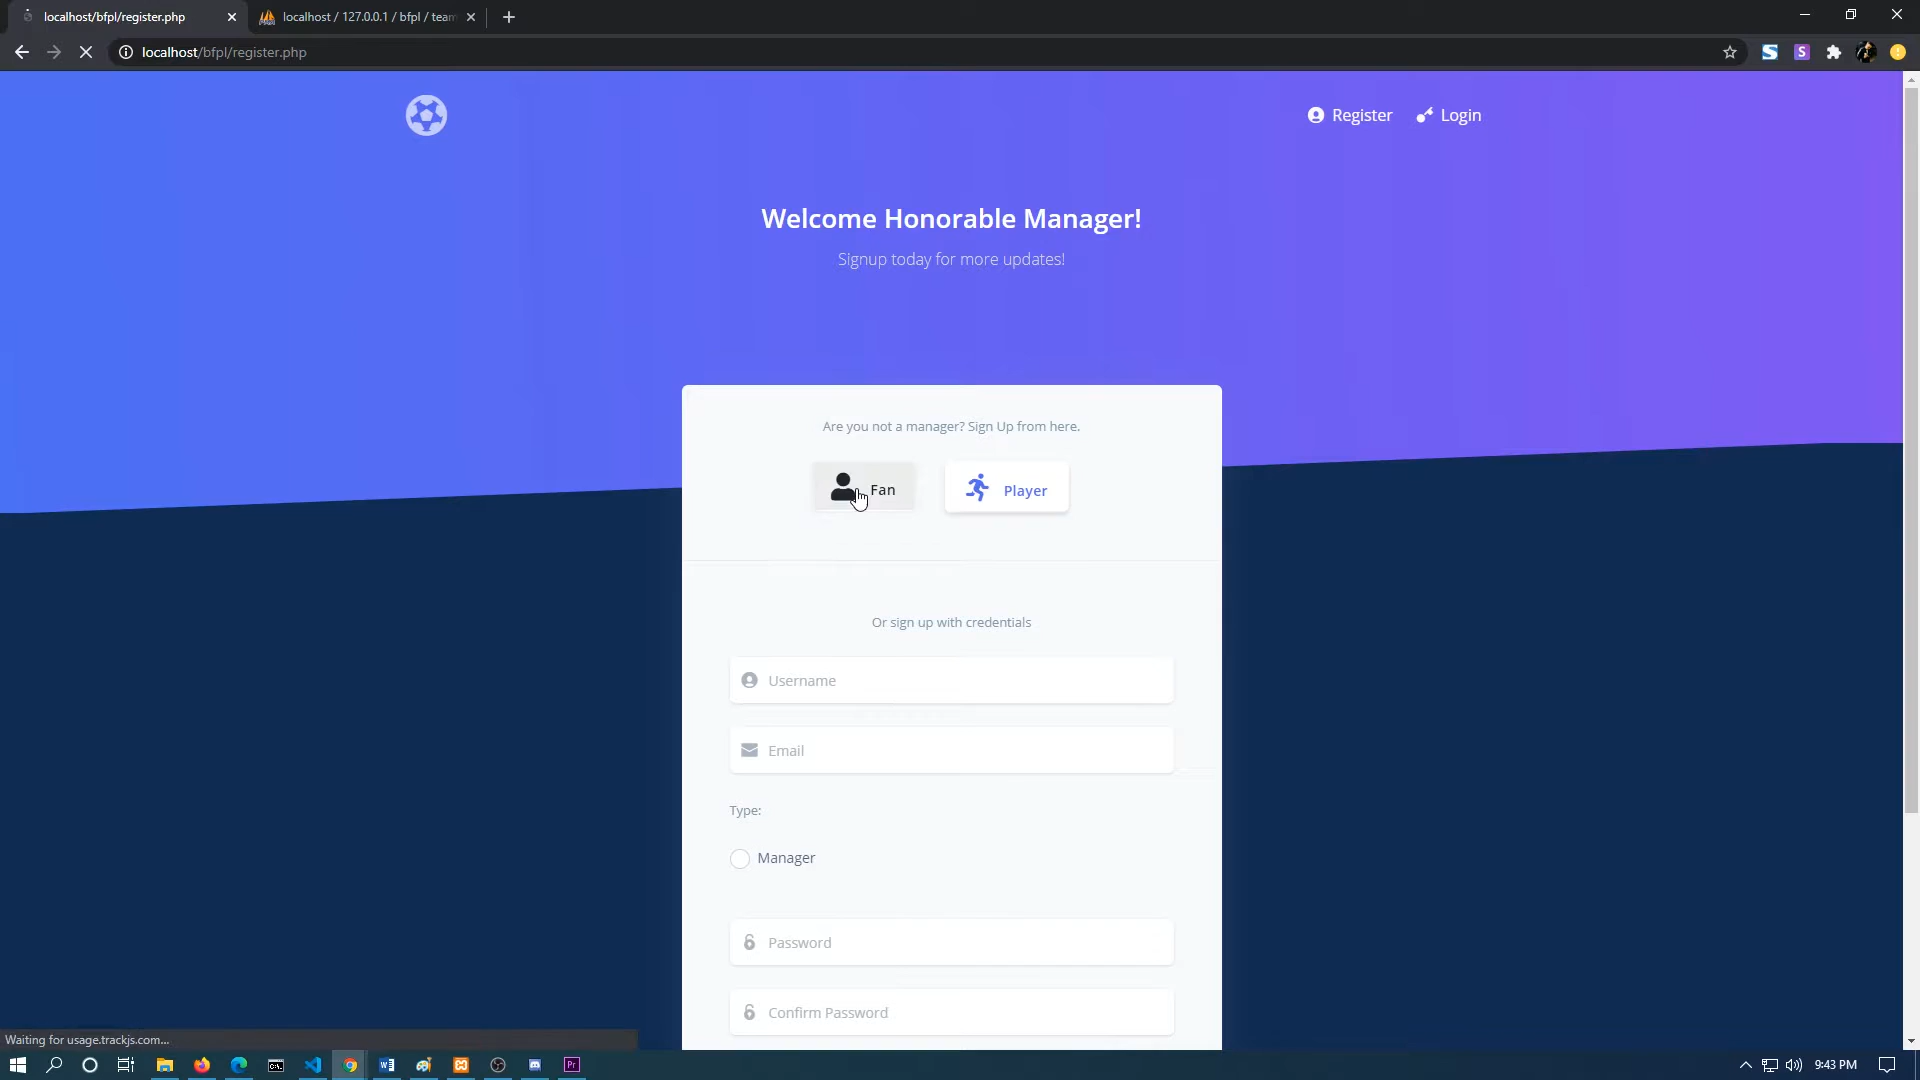 localhost/bfpl/register.php
localhost / 127.0.0.1 / bfpl / team
localhost/bfpl/register.php
S
S
Register
Login
Welcome Honorable Manager!
Signup today for more updates!
Are you not a manager? Sign Up from here.
Fan
Player
Or sign up with credentials
Username
Email
Type:
Manager
Password
Confirm Password
Waiting for usage.trackjs.com...
Pr
9:43 PM